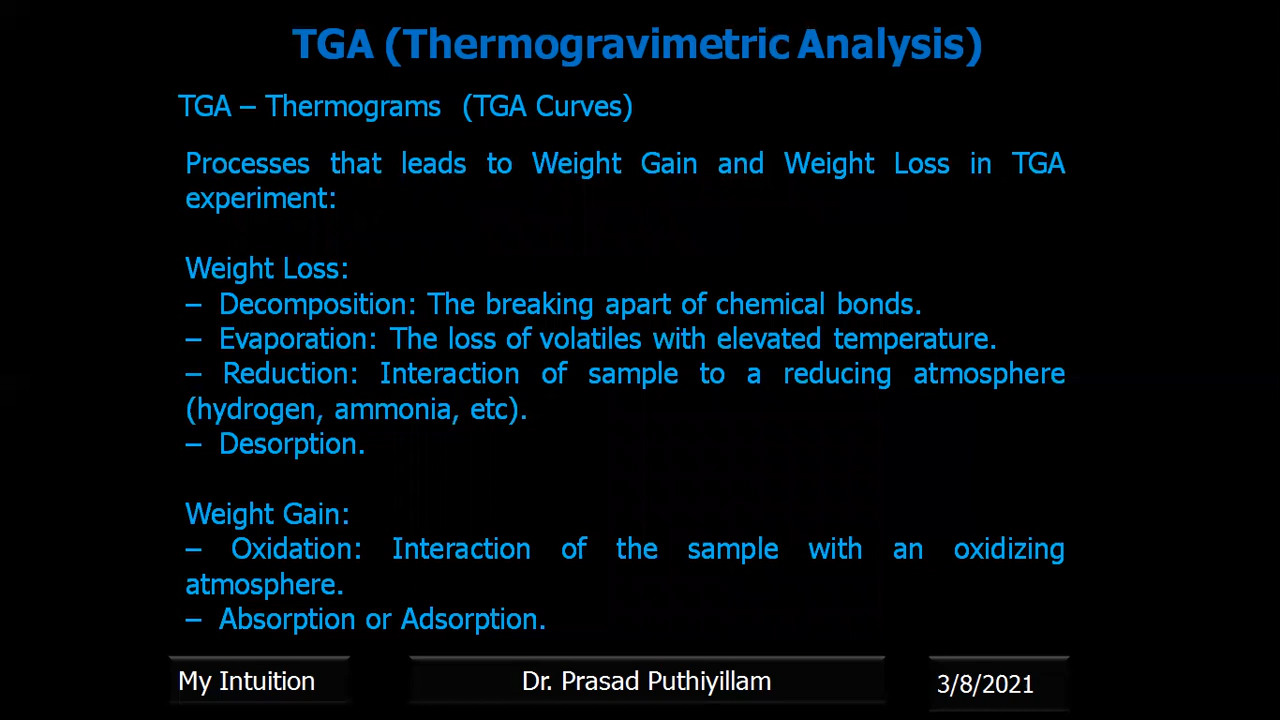 TGA (Thermogravimetric Analysis)
TGA – Thermograms (TGA Curves)
Processes that leads to Weight Gain and Weight Loss in TGA
experiment:
Weight Loss:
– Decomposition: The breaking apart of chemical bonds.
– Evaporation: The loss of volatiles with elevated temperature.
– Reduction: Interaction of sample to a reducing atmosphere
(hydrogen, ammonia, etc).
– Desorption.
Weight Gain:
– Oxidation: Interaction of the sample with an oxidizing
atmosphere.
– Absorption or Adsorption.
My Intuition
Dr. Prasad Puthiyillam
3/8/2021